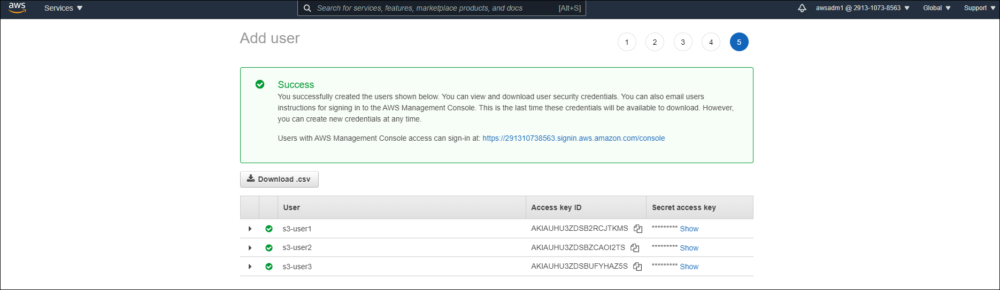 aws Services Search for services, features, marketplace products, and docs [Alt+S] awsadm1 @ 2913-1073-8563 Global Support
Add user 1 2 3 4 5
Success
You successfully created the users shown below. You can view and download user security credentials. You can also email users
instructions for signing in to the AWS Management Console. This is the last time these credentials will be available to download. However,
you can create new credentials at any time.
Users with AWS Management Console access can sign-in at: https://291310738563.signin.aws.amazon.com/console
Download .csv
User Access key ID Secret access key
s3-user1 AKIAUHU3ZDSB2RCJTKMS ********* Show
s3-user2 AKIAUHU3ZDSBZCAOI2TS ********* Show
s3-user3 AKIAUHU3ZDSBUFYHAZ5S ********* Show